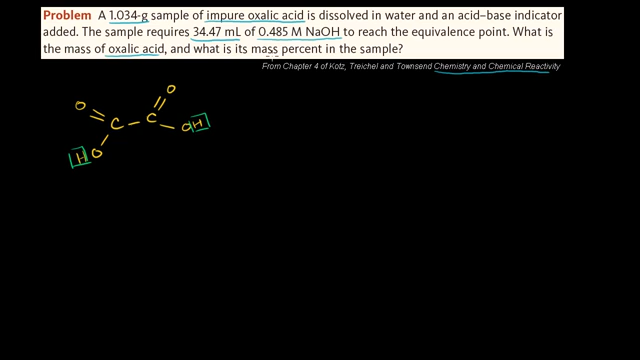 Problem A 1.034-g sample of impure oxalic acid is dissolved in water and an acid–base indicator
added. The sample requires 34.47 mL of 0.485 M NaOH to reach the equivalence point. What is
the mass of oxalic acid, and what is its mass percent in the sample?
From Chapter 4 of Kotz, Treichel and Townsend Chemistry and Chemical Reactivity
O
O
C - C - OH
HO